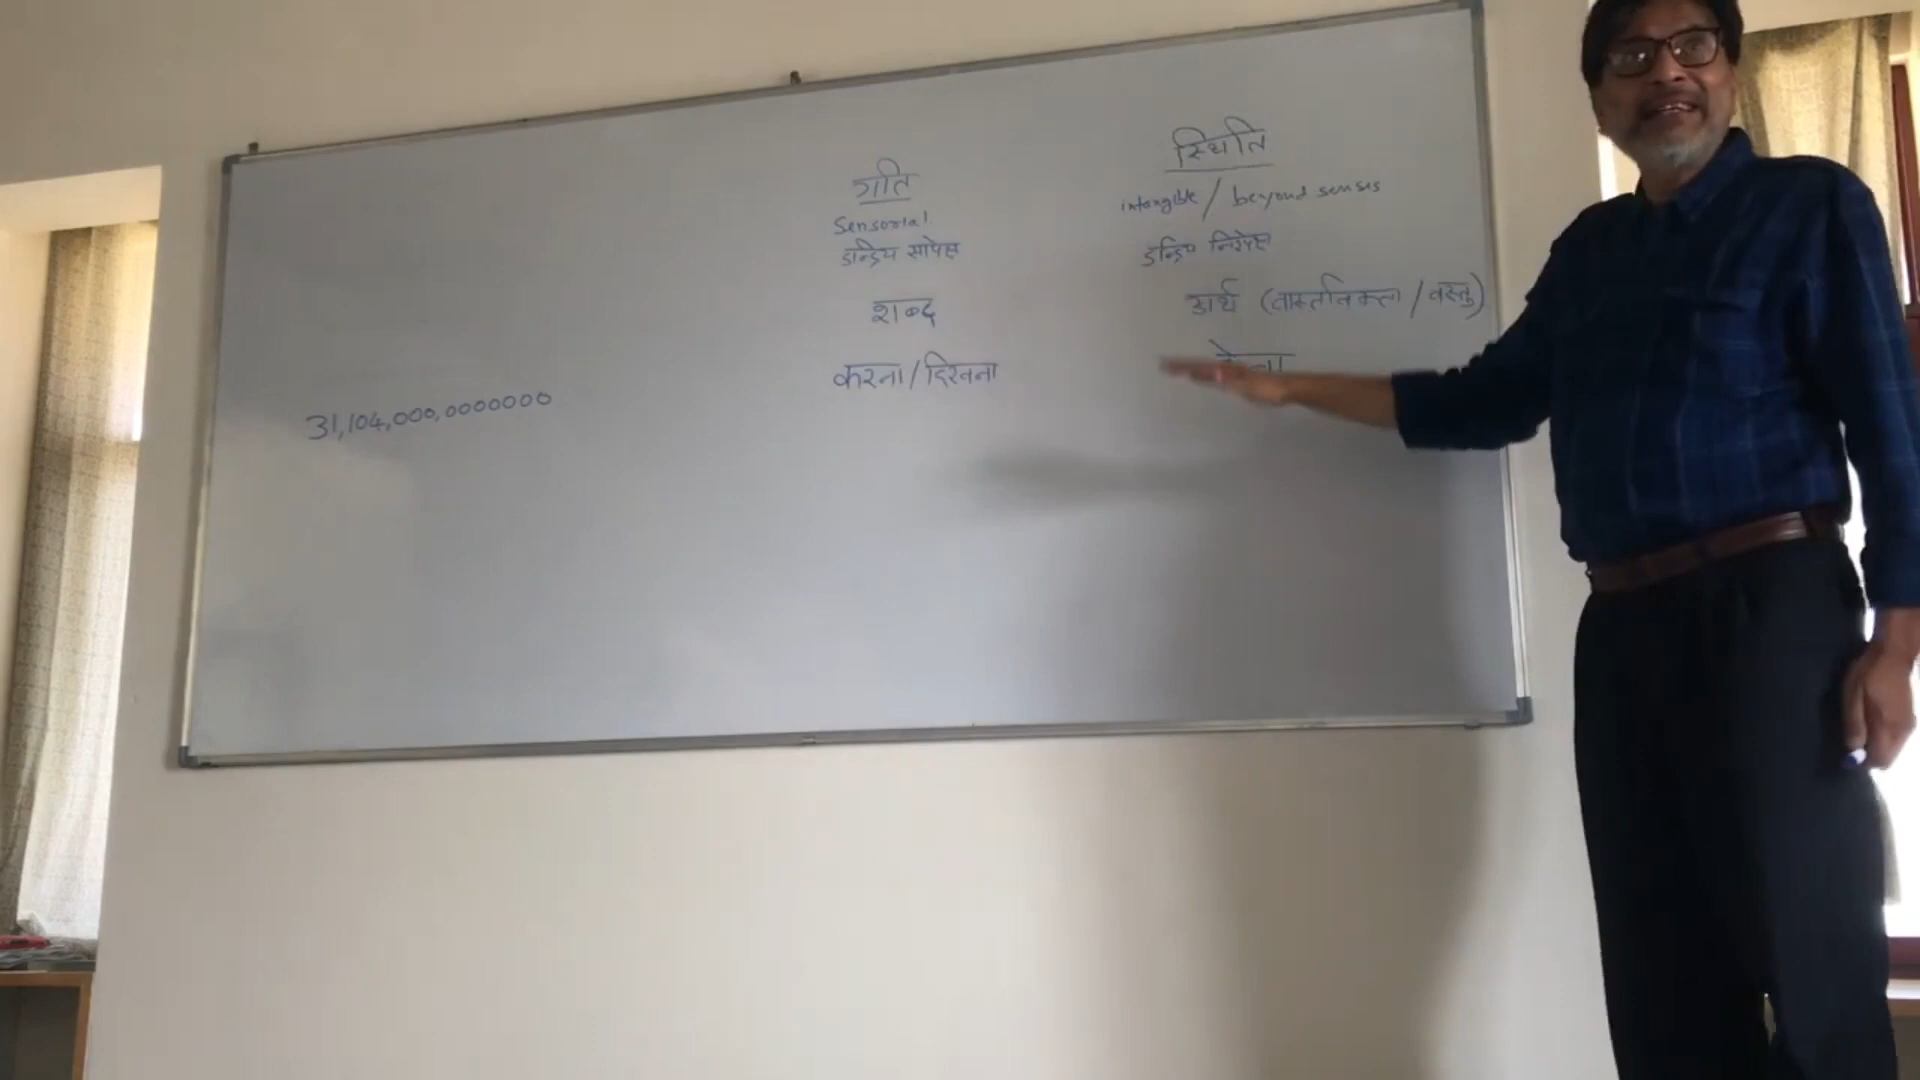 स्थिति
गति
intangible / beyond senses
Sensorial
इन्द्रिय सापेक्ष
इन्द्रिय निरपेक्ष
शब्द
अर्थ (वास्तविकता / वस्तु)
करना / दिखना
31,104,000,0000000